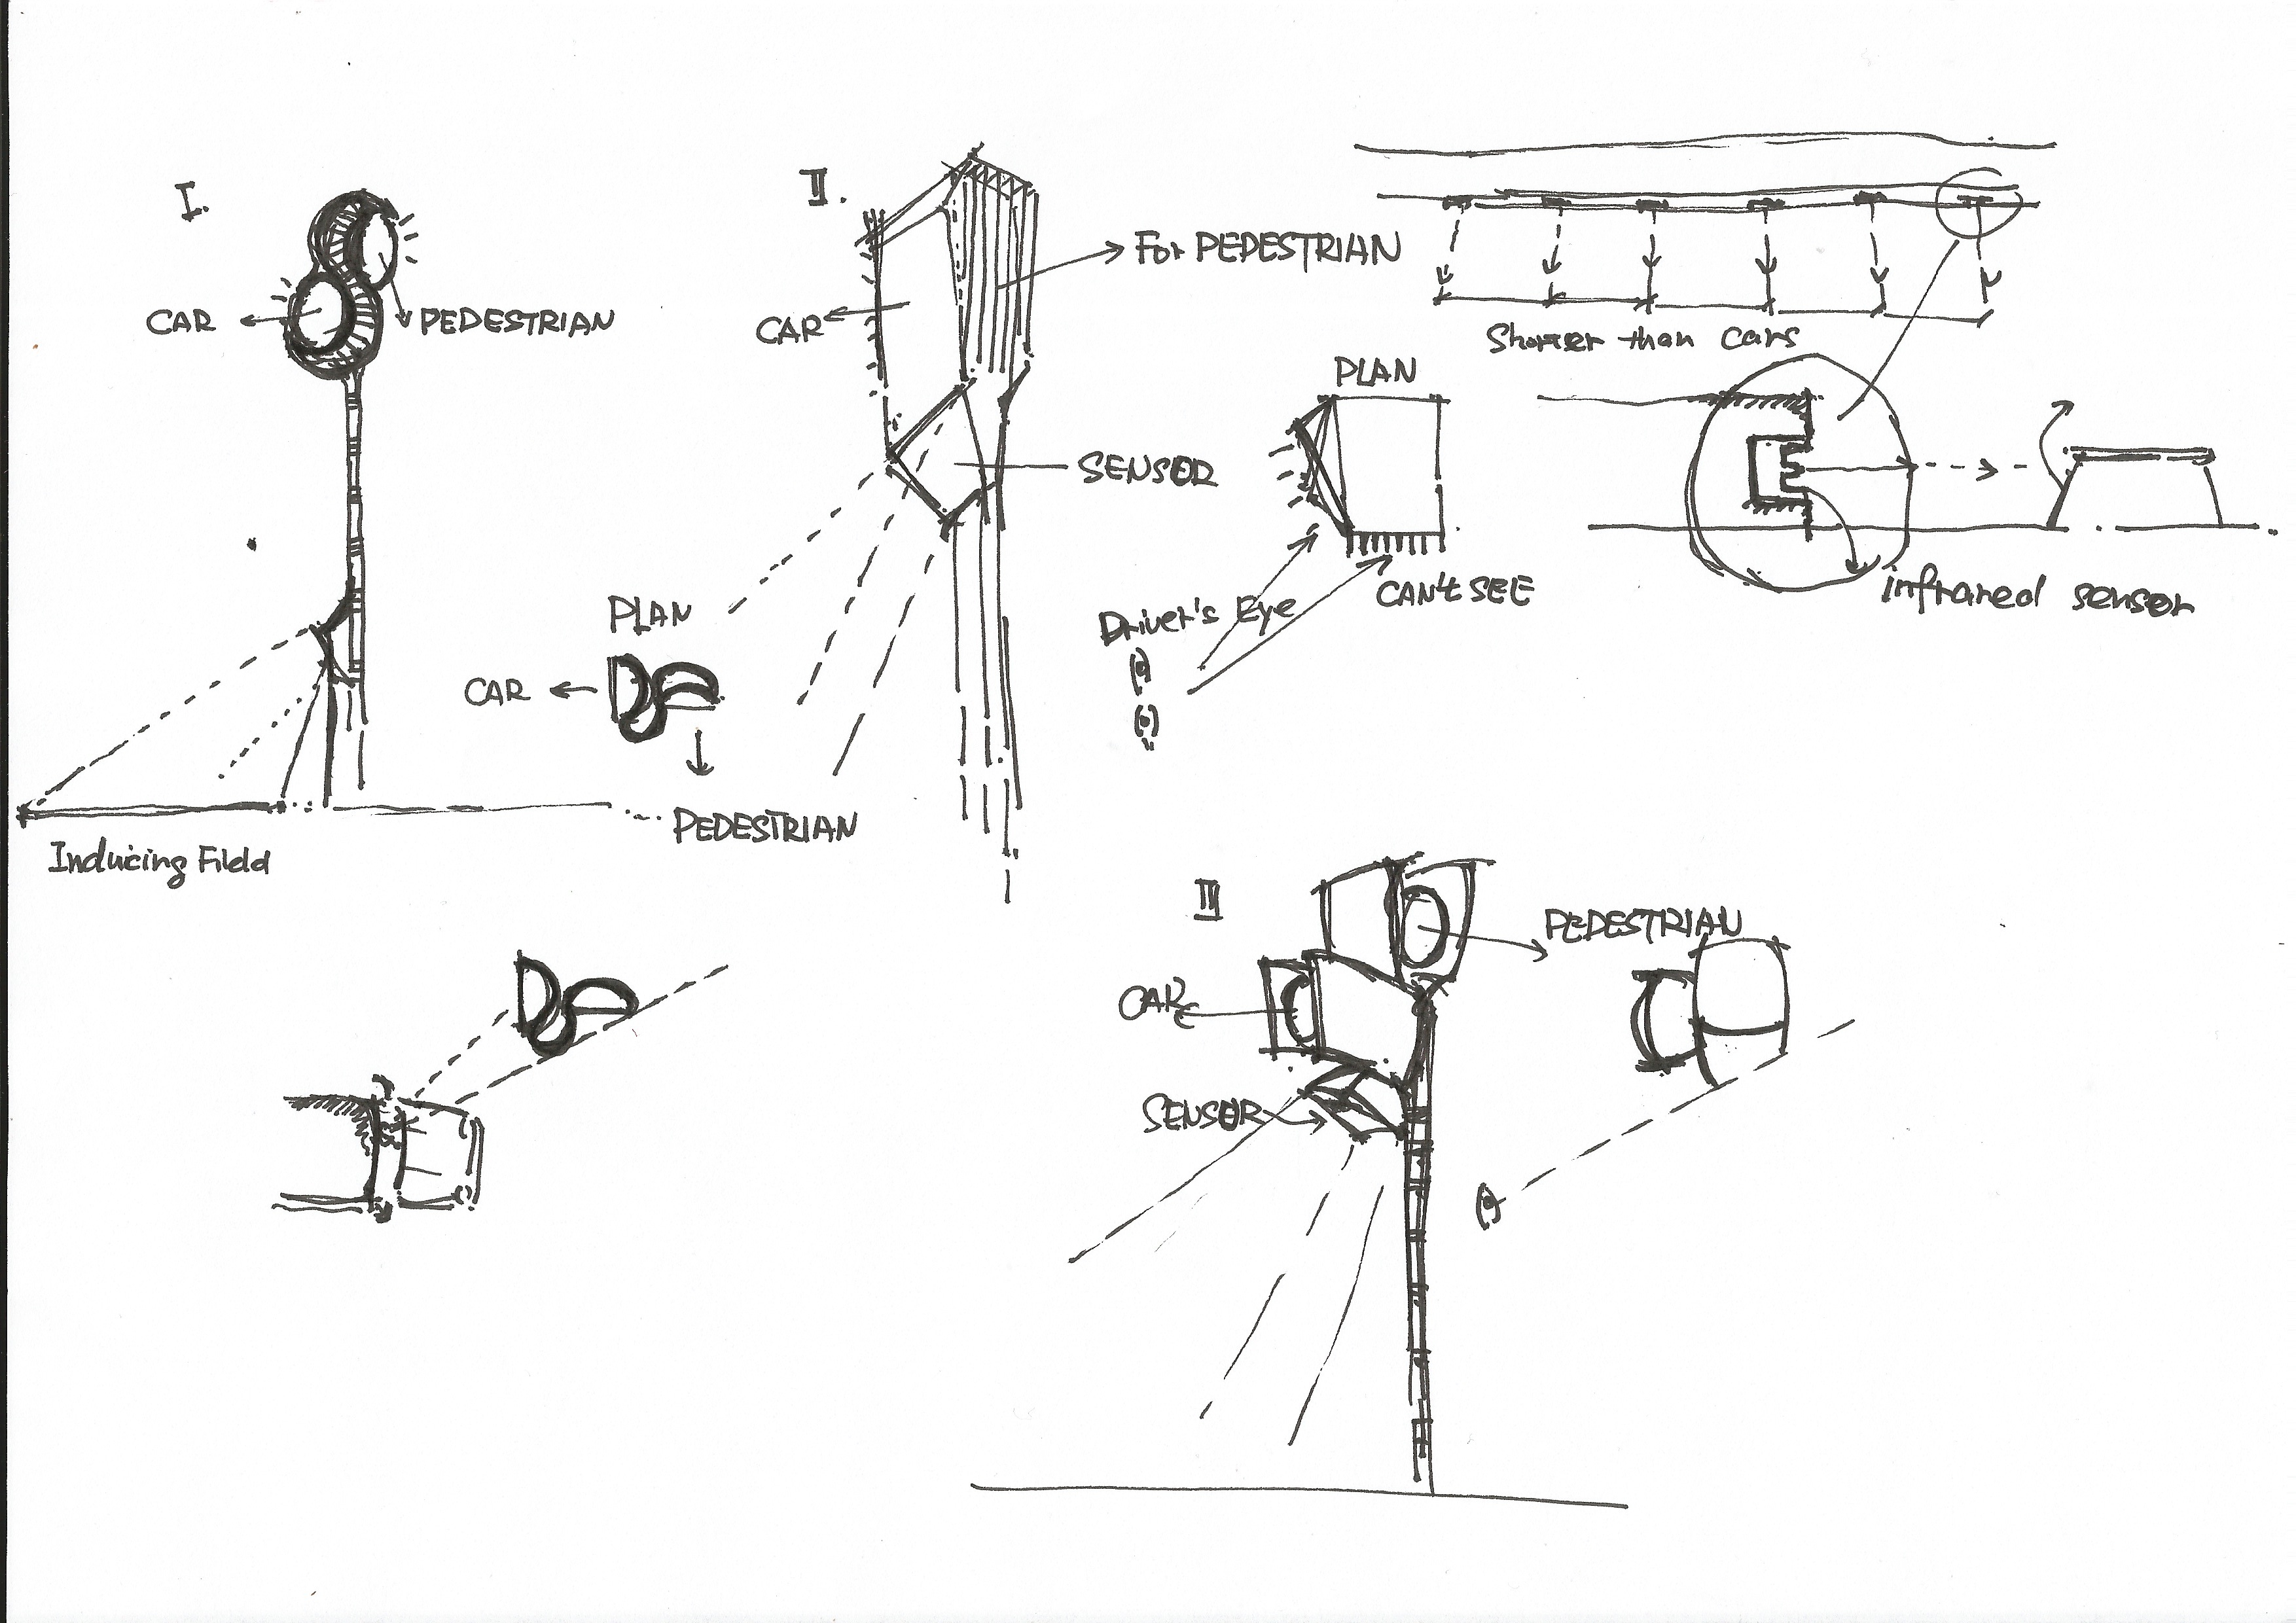 I.
CAR
PEDESTRIAN
Inducing Field
PLAN
CAR
PEDESTRIAN
II.
CAR
For PEDESTRIAN
SENSOR
PLAN
CAN'T SEE
Driver's Eye
Shorter than cars
infrared sensor
III
CAR
PEDESTRIAN
SENSOR